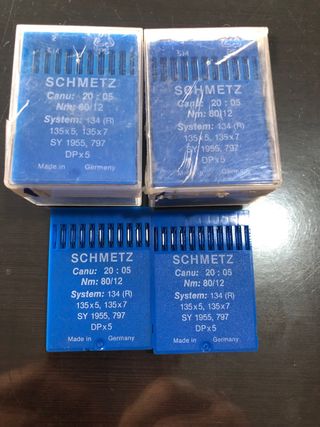 SCHMETZ
Canu: 20 : 05
Nm: 80/12
System: 134 (R)
135x5, 135x7
SY 1955, 797
DPx5
Made in Germany
SCHMETZ
Canu: 20 : 05
Nm: 80/12
System: 134 (R)
135x5, 135x7
SY 1955, 797
DPx5
Made in Germany
SCHMETZ
Canu: 20 : 05
Nm: 80/12
System: 134 (R)
135x5, 135x7
SY 1955, 797
DPx5
Made in Germany
SCHMETZ
Canu: 20 : 05
Nm: 80/12
System: 134 (R)
135x5, 135x7
SY 1955, 797
DPx5
Made in Germany